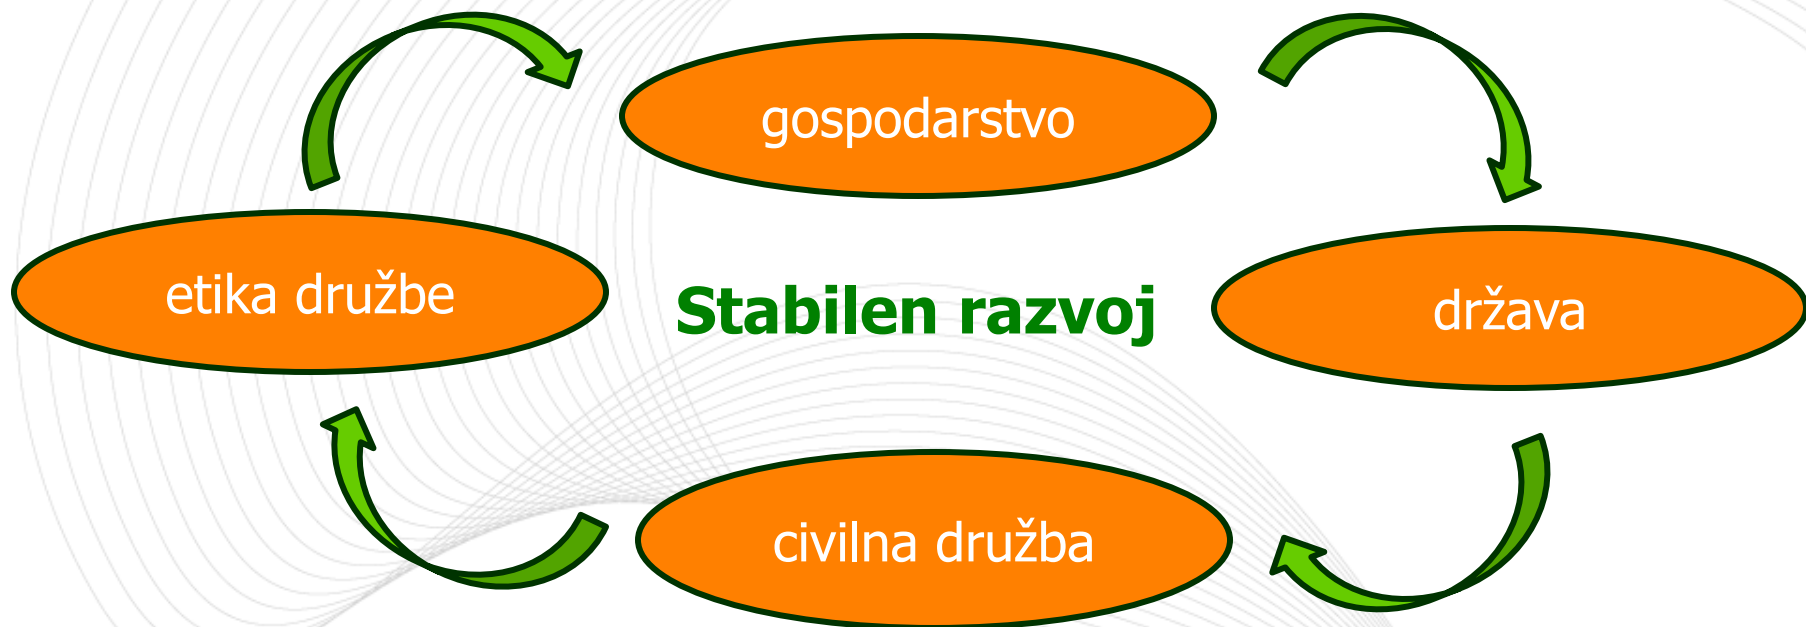 gospodarstvo
etika družbe
Stabilen razvoj
država
civilna družba